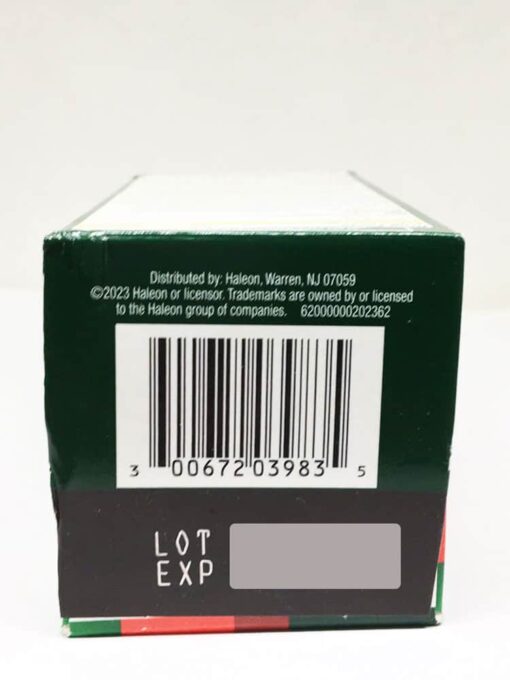 Distributed by: Haleon, Warren, NJ 07059
©2023 Haleon or licensor. Trademarks are owned by or licensed
to the Haleon group of companies. 62000000202362
3 00672 03983 5
LOT
EXP